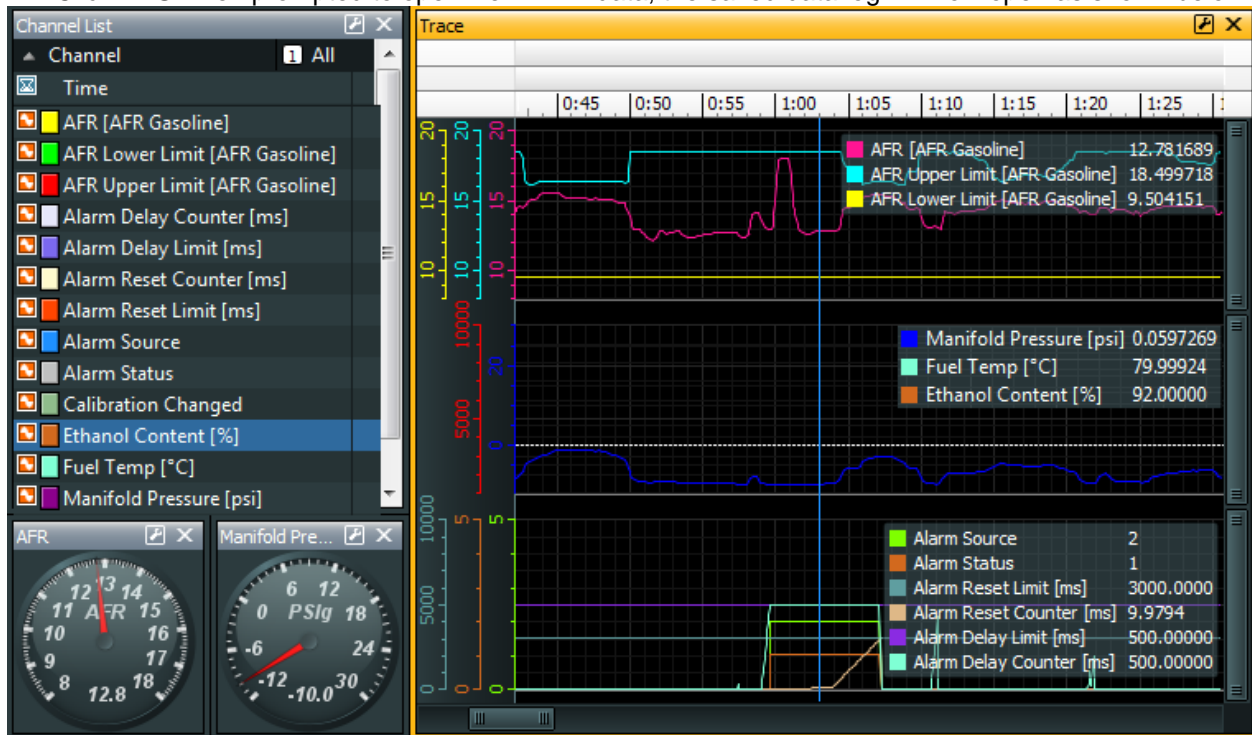 Channel List
Channel 1 All
Time
AFR [AFR Gasoline]
AFR Lower Limit [AFR Gasoline]
AFR Upper Limit [AFR Gasoline]
Alarm Delay Counter [ms]
Alarm Delay Limit [ms]
Alarm Reset Counter [ms]
Alarm Reset Limit [ms]
Alarm Source
Alarm Status
Calibration Changed
Ethanol Content [%]
Fuel Temp [°C]
Manifold Pressure [psi]
AFR
12 13 14
11 AFR 15
10 16
9 17
8 12.8 18
Manifold Pre...
6 12
0 PSIg 18
-6 24
-12 -10.0 30
Trace
0:45 0:50 0:55 1:00 1:05 1:10 1:15 1:20 1:25
20 20 20
15 15 15
10 10 10
AFR [AFR Gasoline] 12.781689
AFR Upper Limit [AFR Gasoline] 18.499718
AFR Lower Limit [AFR Gasoline] 9.504151
10000
20
5000
0
Manifold Pressure [psi] 0.0597269
Fuel Temp [°C] 79.99924
Ethanol Content [%] 92.00000
10000 5 5
5000
0 0 0
Alarm Source 2
Alarm Status 1
Alarm Reset Limit [ms] 3000.0000
Alarm Reset Counter [ms] 9.9794
Alarm Delay Limit [ms] 500.00000
Alarm Delay Counter [ms] 500.00000